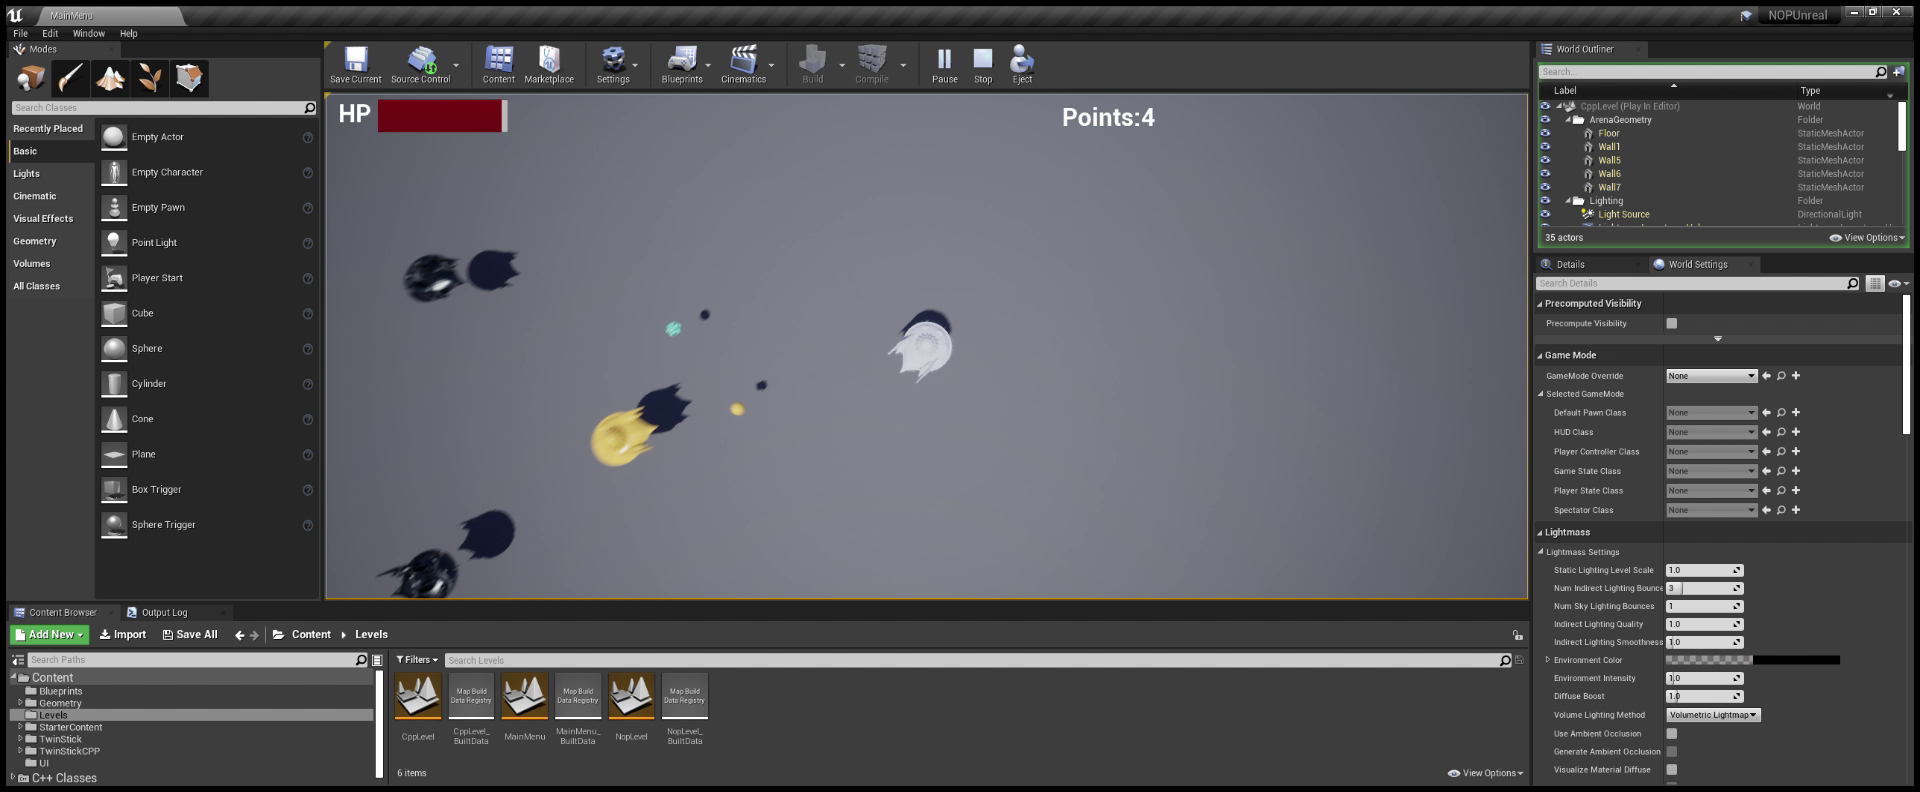 MainMenu
NOPUnreal
File Edit Window Help
Modes
Search Classes
Recently Placed
Basic
Lights
Cinematic
Visual Effects
Geometry
Volumes
All Classes
Empty Actor
Empty Character
Empty Pawn
Point Light
Player Start
Cube
Sphere
Cylinder
Cone
Plane
Box Trigger
Sphere Trigger
Save Current Source Control Content Marketplace Settings Blueprints Cinematics Build Compile Pause Stop Eject
HP
Points:4
World Outliner
Search...
Label Type
CppLevel (Play In Editor) World
ArenaGeometry Folder
Floor StaticMeshActor
Wall1 StaticMeshActor
Wall5 StaticMeshActor
Wall6 StaticMeshActor
Wall7 StaticMeshActor
Lighting Folder
Light Source DirectionalLight
35 actors View Options
Details World Settings
Search Details
Precomputed Visibility
Precompute Visibility
Game Mode
GameMode Override None
Selected GameMode
Default Pawn Class None
HUD Class None
Player Controller Class None
Game State Class None
Player State Class None
Spectator Class None
Lightmass
Lightmass Settings
Static Lighting Level Scale 1.0
Num Indirect Lighting Bounce 3
Num Sky Lighting Bounces 1
Indirect Lighting Quality 1.0
Indirect Lighting Smoothness 1.0
Environment Color
Environment Intensity 1.0
Diffuse Boost 1.0
Volume Lighting Method Volumetric Lightmap
Use Ambient Occlusion
Generate Ambient Occlusion
Visualize Material Diffuse
Content Browser Output Log
Add New Import Save All Content Levels
Search Paths
Content
Blueprints
Geometry
Levels
StarterContent
TwinStick
TwinStickCPP
UI
C++ Classes
Filters Search Levels
Map Build
Data Registry
Map Build
Data Registry
Map Build
Data Registry
CppLevel
CppLevel_
BuiltData
MainMenu
MainMenu_
BuiltData
NopLevel
NopLevel_
BuiltData
6 items View Options